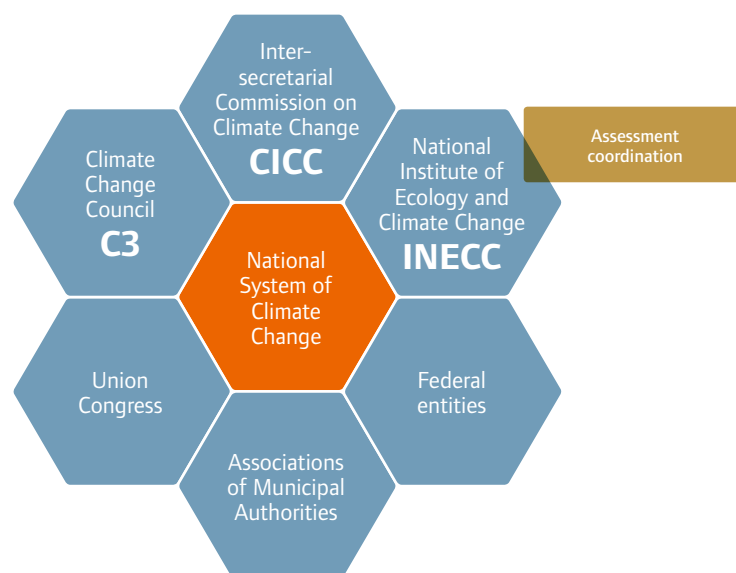 Inter-
secretarial
Commission on
Climate Change
CICC
Climate
Change
Council
C3
National
Institute of
Ecology and
Climate Change
INECC
Assessment
coordination
National
System of
Climate
Change
Union
Congress
Federal
entities
Associations
of Municipal
Authorities